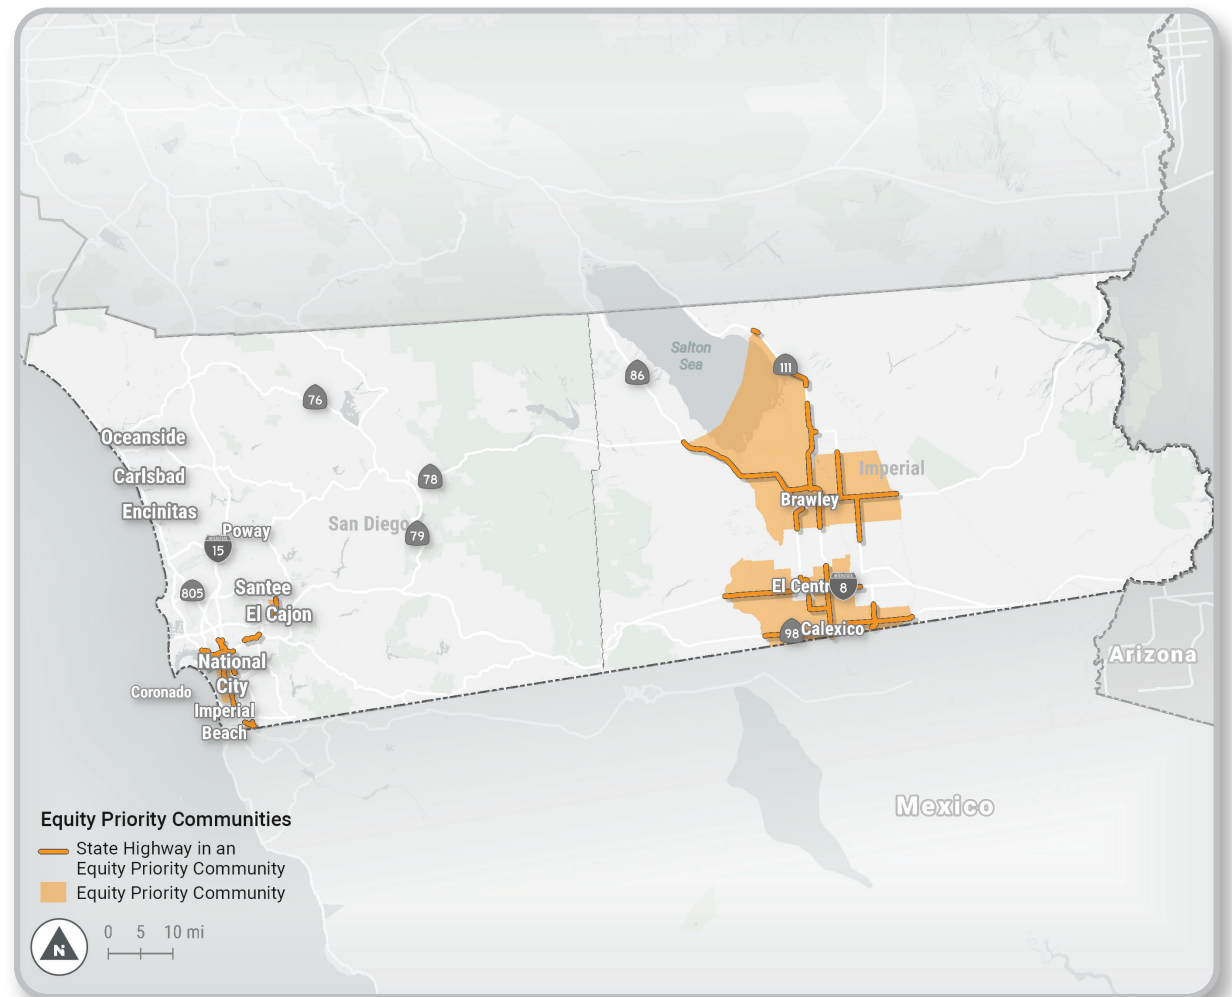 Salton
Sea
111
86
76
Oceanside
Imperial
Carlsbad
78
Brawley
Encinitas
San Diego
Poway
79
INTERSTATE
15
805
Santee
El Centr
8
El Cajon
98
Calexico
National
City
Arizona
Coronado
Imperial
Beach
Mexico
Equity Priority Communities
State Highway in an
Equity Priority Community
Equity Priority Community
N
0 5 10 mi